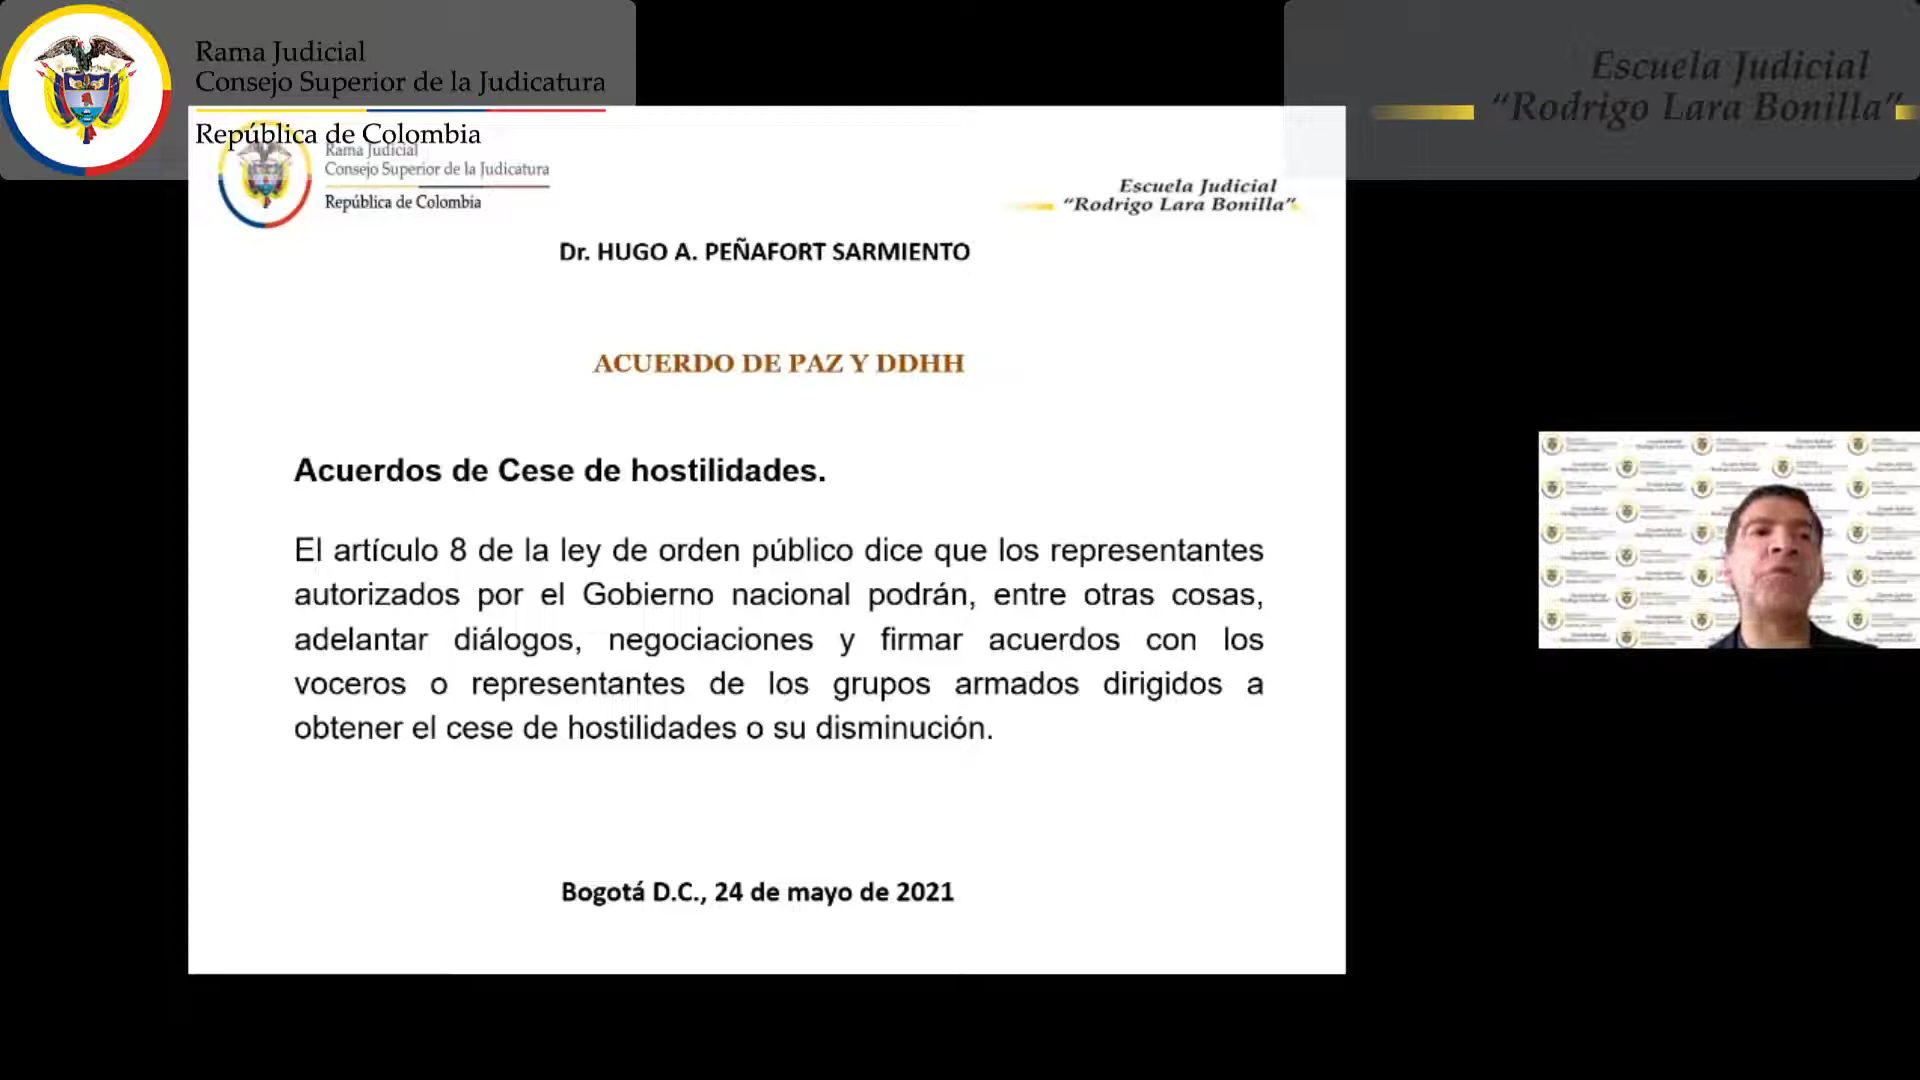 Rama Judicial
Consejo Superior de la Judicatura
República de Colombia
Escuela Judicial
“Rodrigo Lara Bonilla”
Rama Judicial
Consejo Superior de la Judicatura
República de Colombia
Escuela Judicial
“Rodrigo Lara Bonilla”
Dr. HUGO A. PEÑAFORT SARMIENTO
ACUERDO DE PAZ Y DDHH
Acuerdos de Cese de hostilidades.
El artículo 8 de la ley de orden público dice que los representantes
autorizados por el Gobierno nacional podrán, entre otras cosas,
adelantar diálogos, negociaciones y firmar acuerdos con los
voceros o representantes de los grupos armados dirigidos a
obtener el cese de hostilidades o su disminución.
Bogotá D.C., 24 de mayo de 2021